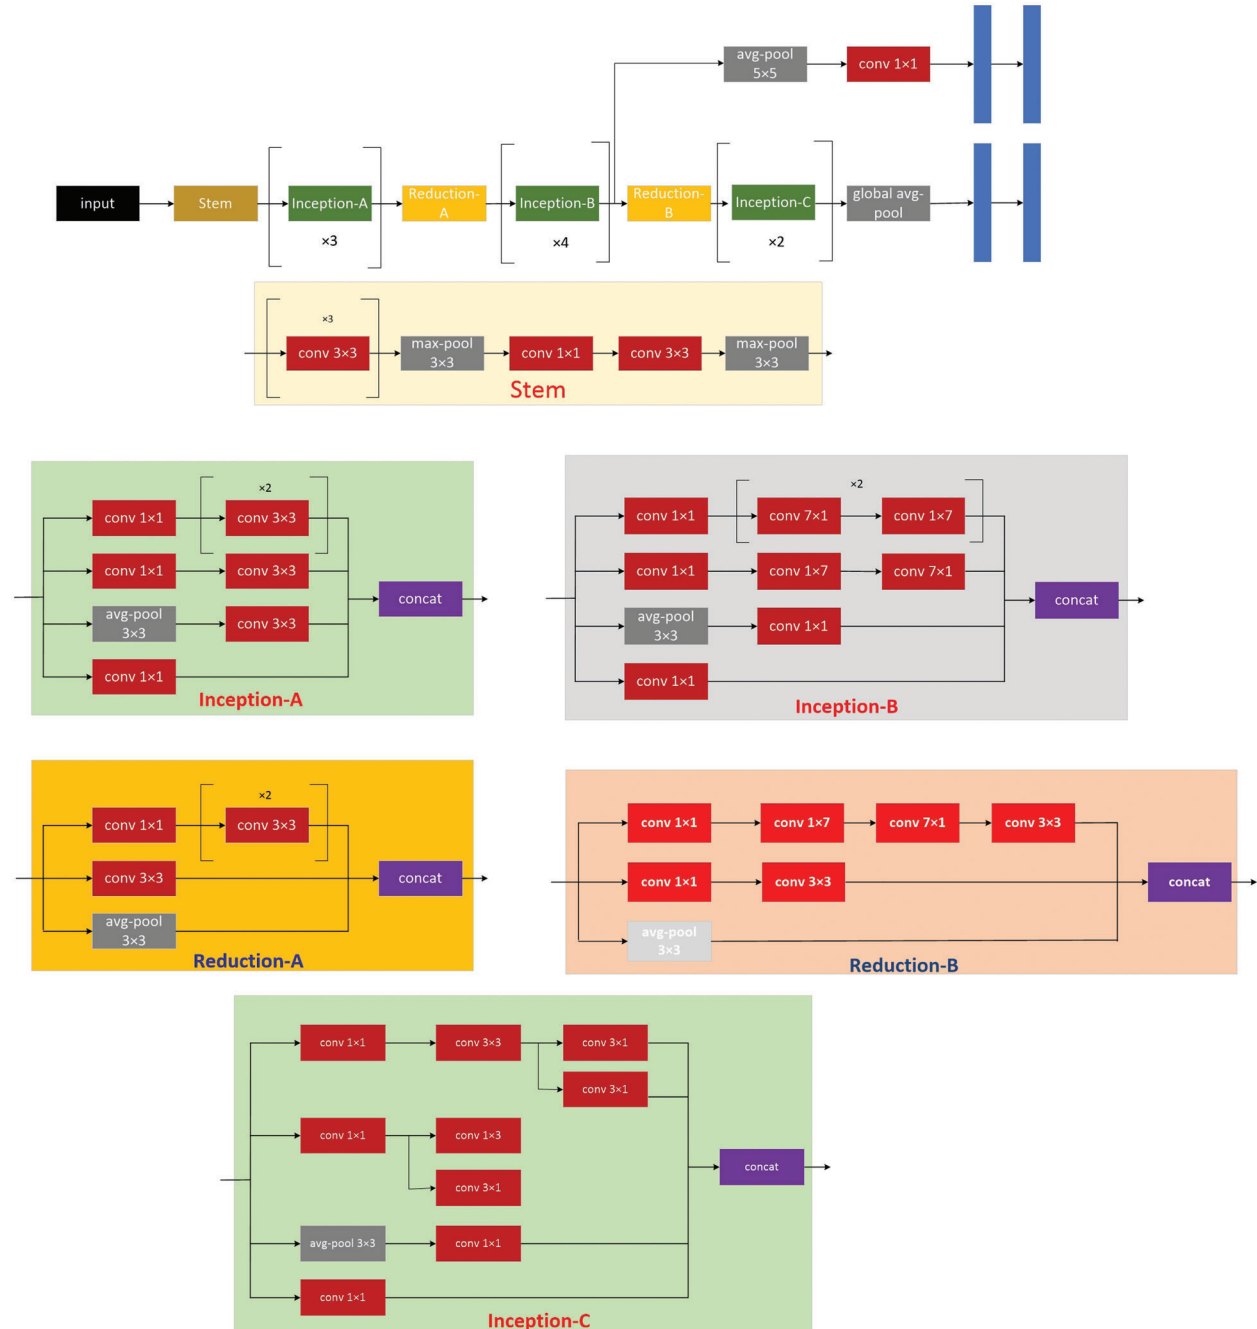 avg-pool
5×5
conv 1×1
input
Stem
Inception-A
×3
Reduction-
A
Inception-B
×4
Reduction-
B
Inception-C
×2
global avg-
pool
×3
conv 3×3
max-pool
3×3
conv 1×1
conv 3×3
max-pool
3×3
Stem
×2
conv 1×1
conv 3×3
conv 1×1
conv 3×3
avg-pool
3×3
conv 3×3
conv 1×1
concat
Inception-A
×2
conv 1×1
conv 7×1
conv 1×7
conv 1×1
conv 1×7
conv 7×1
avg-pool
3×3
conv 1×1
conv 1×1
concat
Inception-B
×2
conv 1×1
conv 3×3
conv 3×3
avg-pool
3×3
concat
Reduction-A
conv 1×1
conv 1×7
conv 7×1
conv 3×3
conv 1×1
conv 3×3
avg-pool
3×3
concat
Reduction-B
conv 1×1
conv 3×3
conv 3×1
conv 3×1
conv 1×1
conv 1×3
conv 3×1
avg-pool 3×3
conv 1×1
conv 1×1
concat
Inception-C